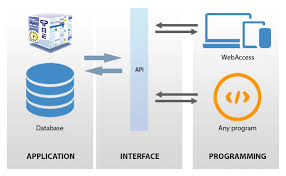 API
WebAccess
Database
Any program
APPLICATION
INTERFACE
PROGRAMMING